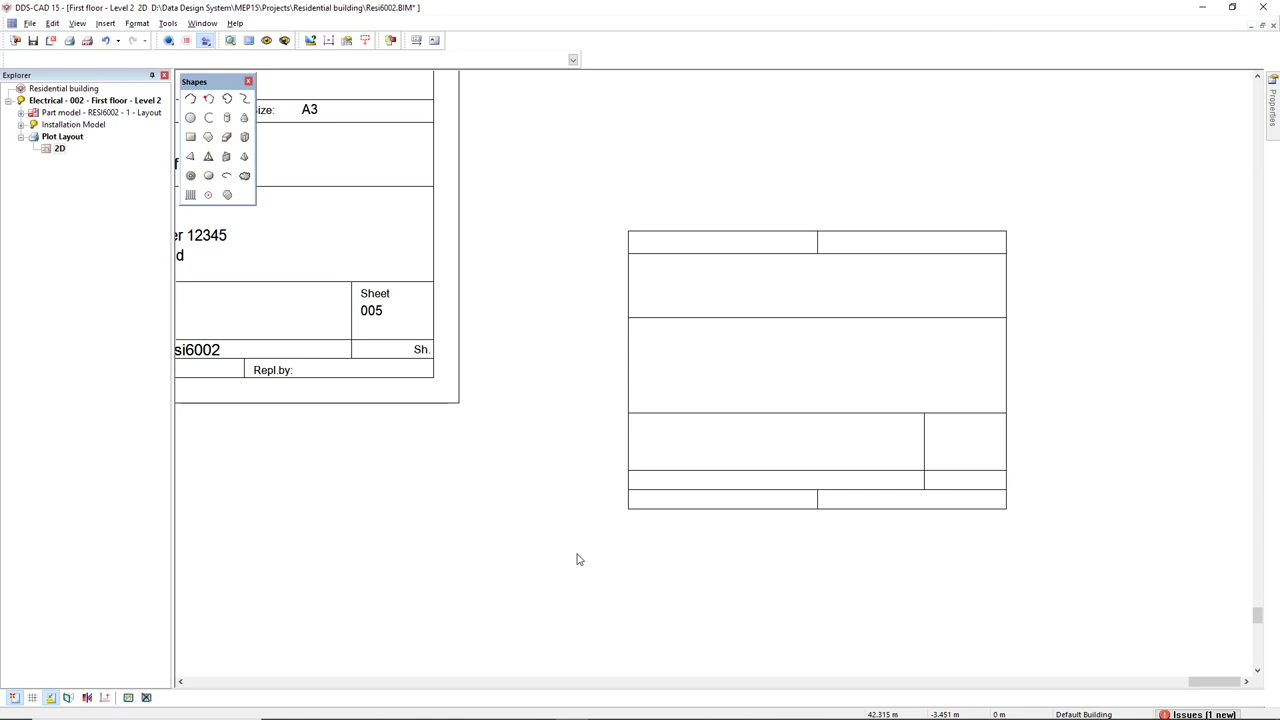 DDS-CAD 15 - [First floor - Level 2  2D  D:\Data Design System\MEP15\Projects\Residential building\Resi6002.BIM* ]
File Edit View Insert Format Tools Window Help
Explorer
Residential building
Electrical - 002 - First floor - Level 2
Part model - RESI6002 - 1 - Layout
Installation Model
Plot Layout
2D
Shapes
ize: A3
f
er 12345
d
Sheet
005
si6002 Sh.
Repl.by:
Properties
42.315 m -3.451 m 0 m Default Building Issues (1 new)